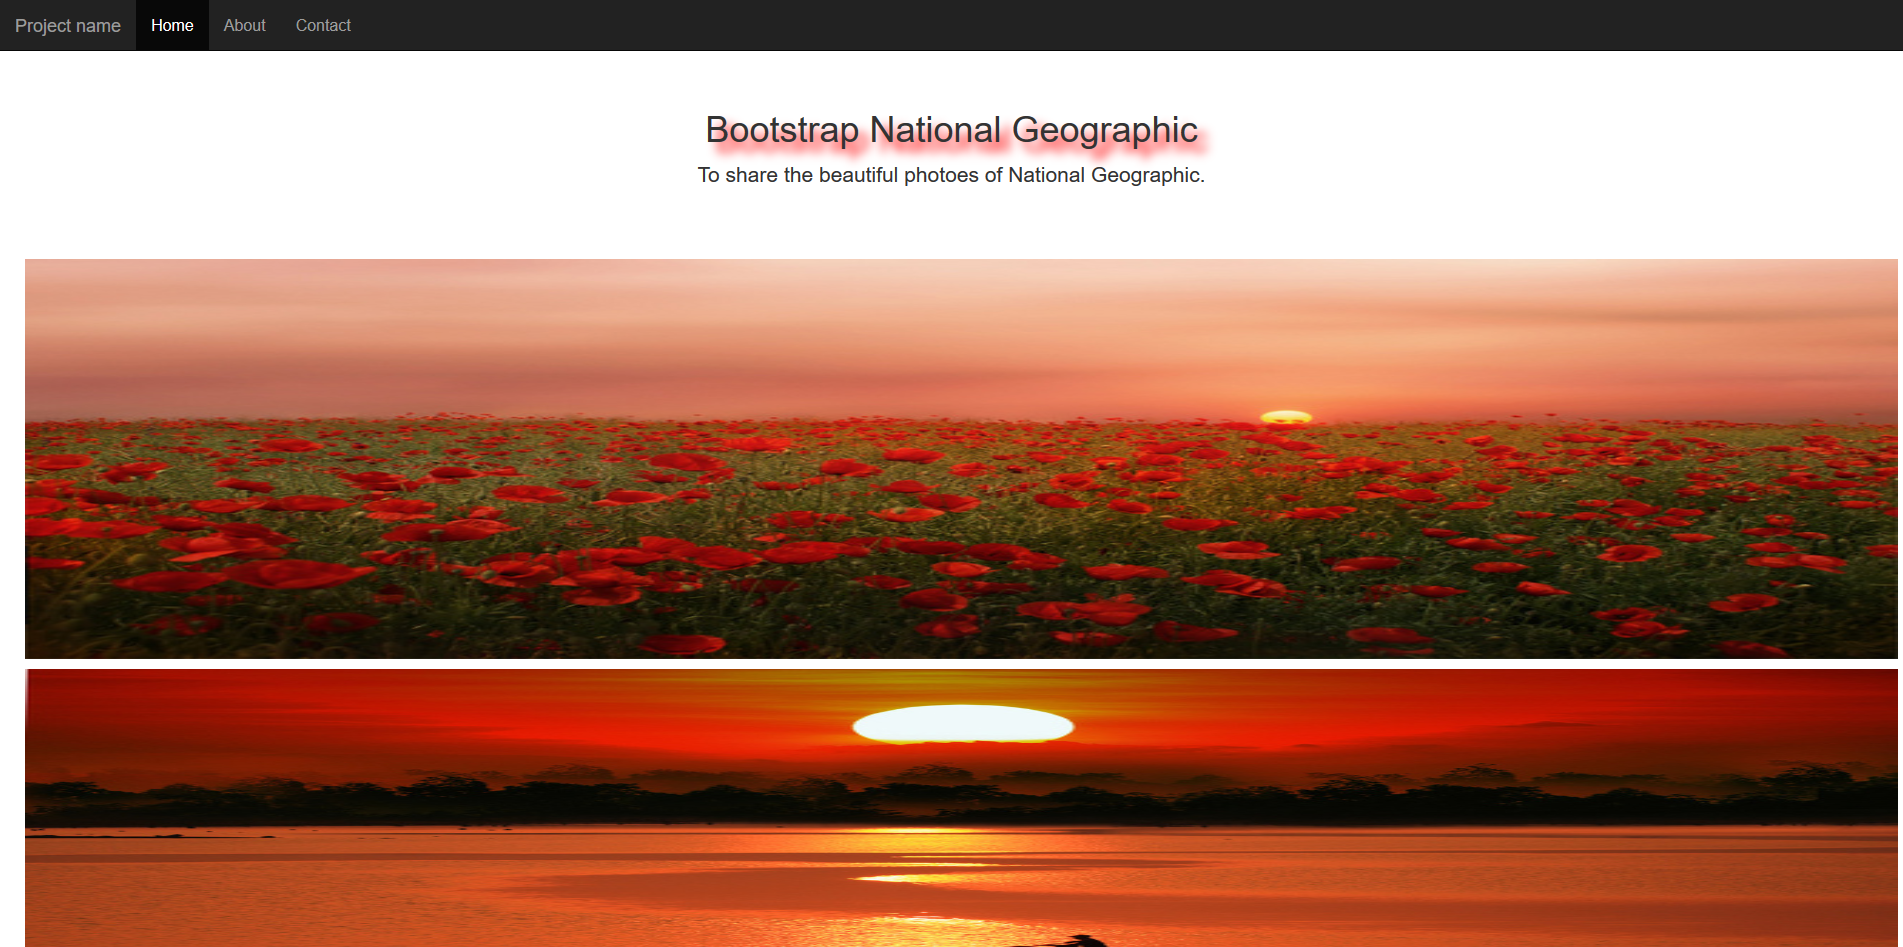 Project name Home About Contact
Bootstrap National Geographic
To share the beautiful photoes of National Geographic.